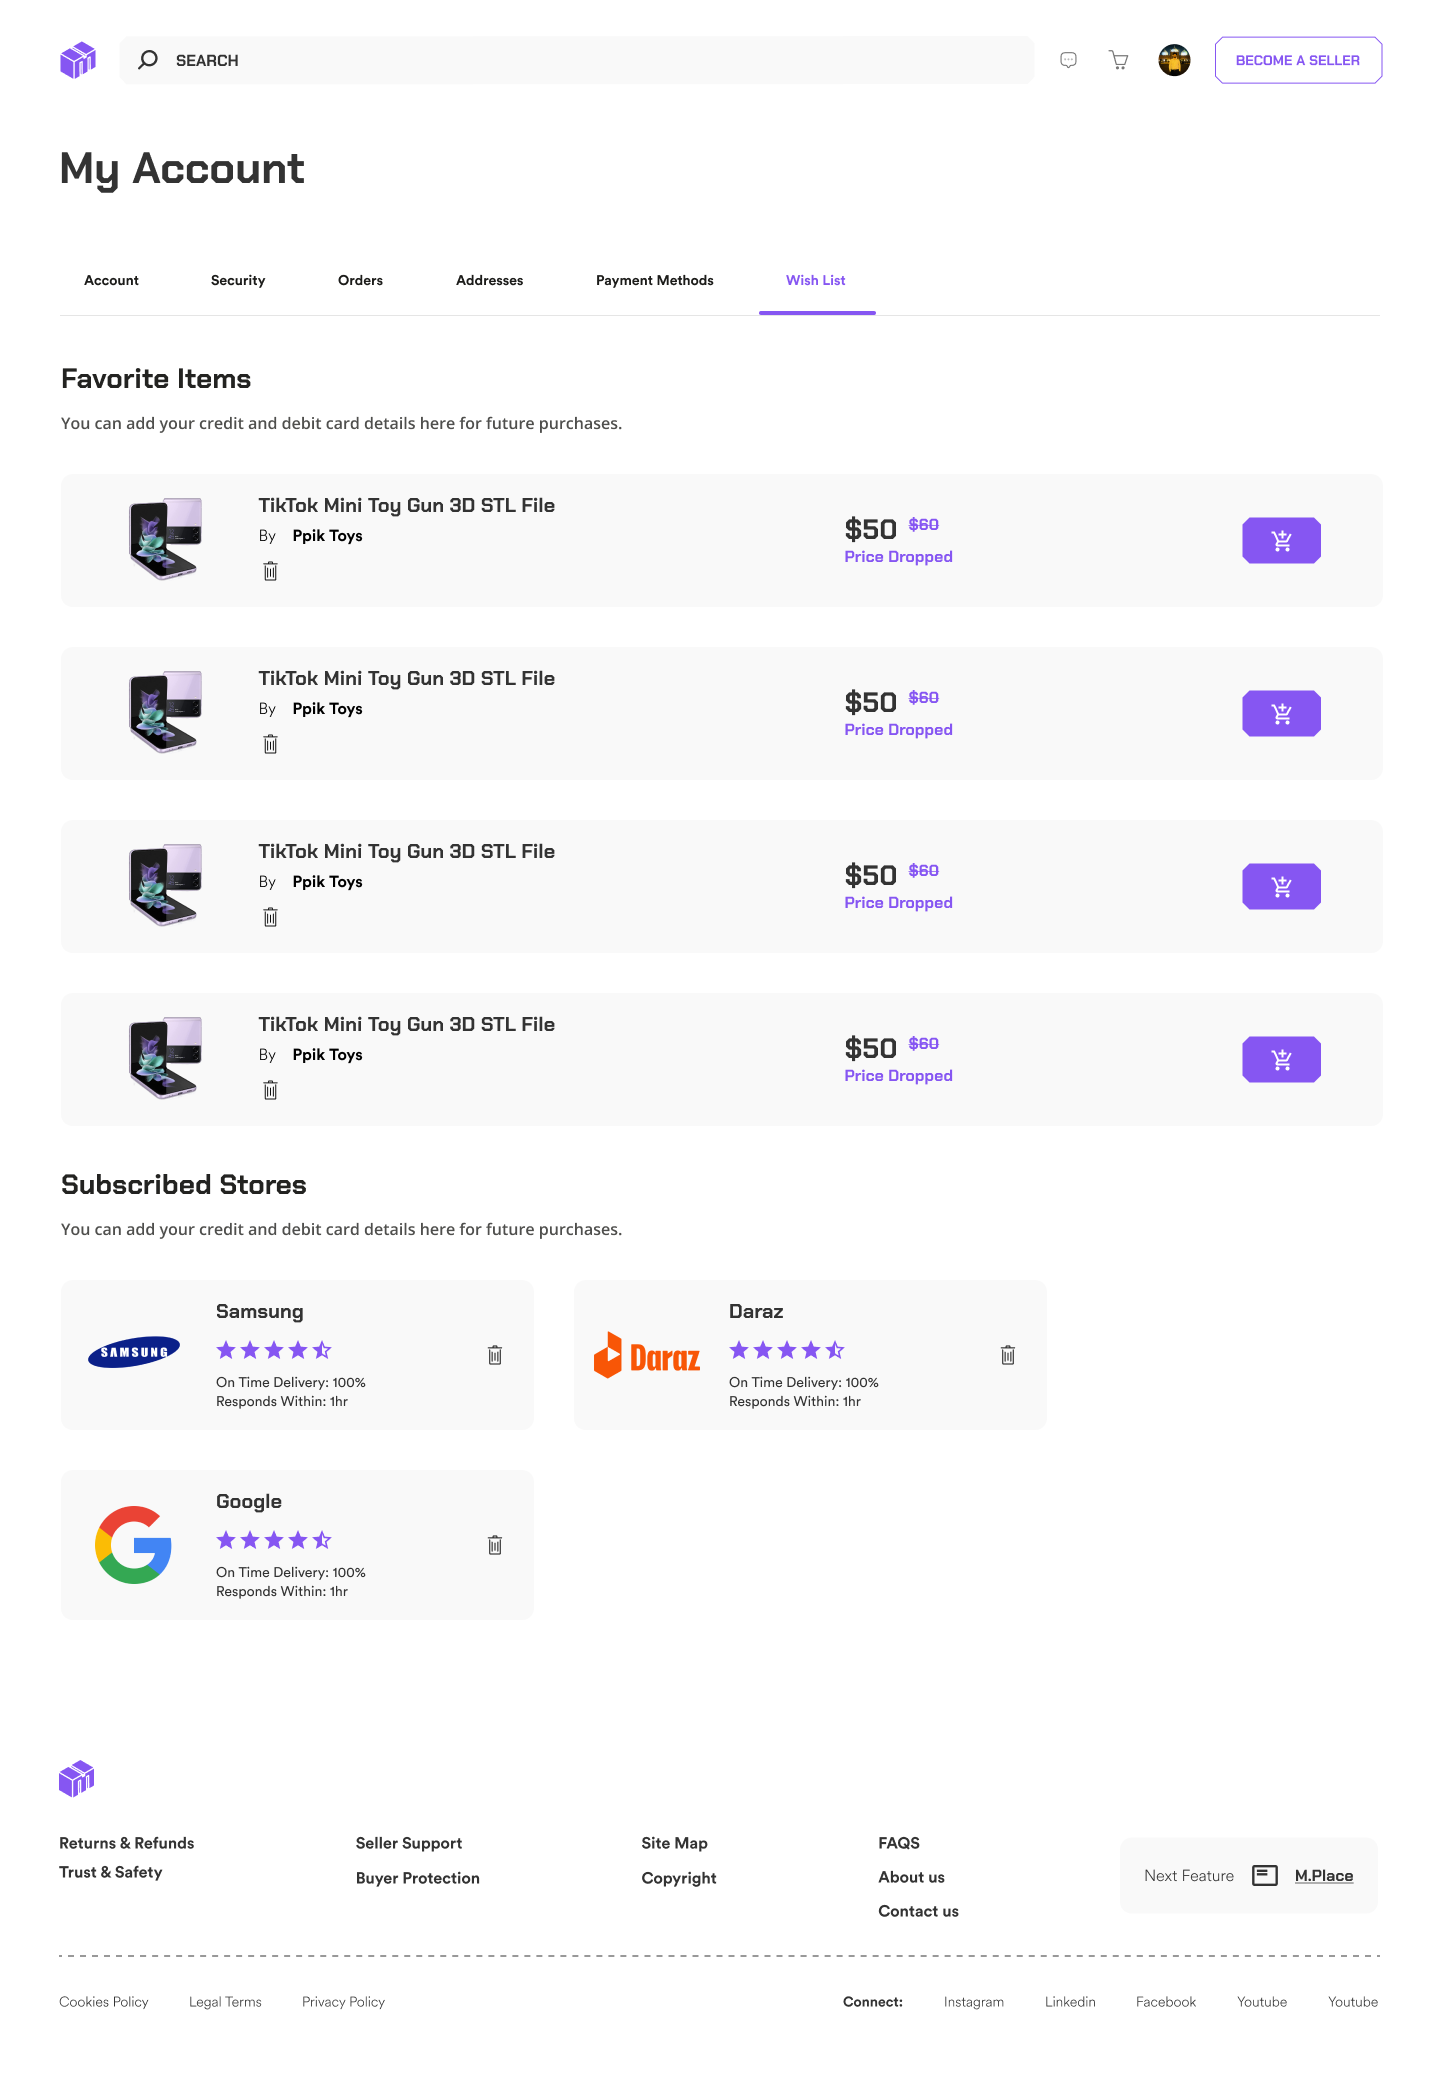 SEARCH
BECOME A SELLER
My Account
Account
Security
Orders
Addresses
Payment Methods
Wish List
Favorite Items
You can add your credit and debit card details here for future purchases.
TikTok Mini Toy Gun 3D STL File
By Ppik Toys
$50 $60
Price Dropped
TikTok Mini Toy Gun 3D STL File
By Ppik Toys
$50 $60
Price Dropped
TikTok Mini Toy Gun 3D STL File
By Ppik Toys
$50 $60
Price Dropped
TikTok Mini Toy Gun 3D STL File
By Ppik Toys
$50 $60
Price Dropped
Subscribed Stores
You can add your credit and debit card details here for future purchases.
SAMSUNG
Samsung
On Time Delivery: 100%
Responds Within: 1hr
Daraz
Daraz
On Time Delivery: 100%
Responds Within: 1hr
Google
On Time Delivery: 100%
Responds Within: 1hr
Returns & Refunds
Trust & Safety
Seller Support
Buyer Protection
Site Map
Copyright
FAQS
About us
Contact us
Next Feature
M.Place
Cookies Policy
Legal Terms
Privacy Policy
Connect:
Instagram
Linkedin
Facebook
Youtube
Youtube